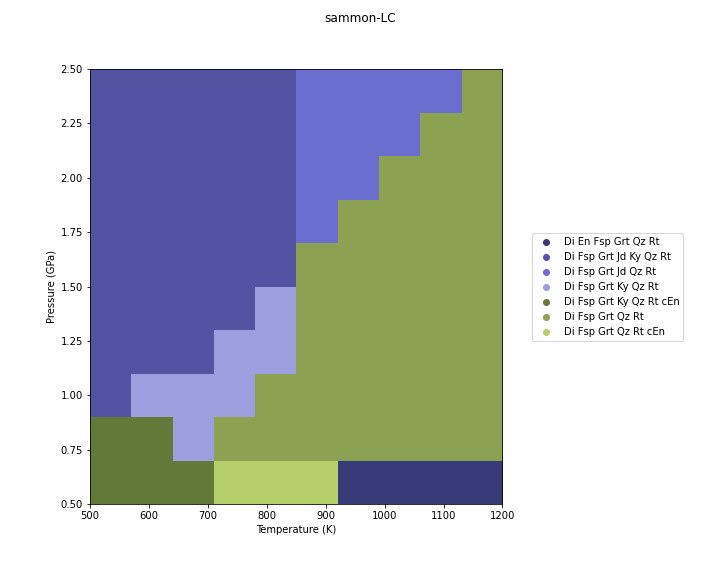 sammon-LC
2.50
2.25
2.00
1.75
1.50
1.25
1.00
0.75
0.50
Pressure (GPa)
500 600 700 800 900 1000 1100 1200
Temperature (K)
Di En Fsp Grt Qz Rt
Di Fsp Grt Jd Ky Qz Rt
Di Fsp Grt Jd Qz Rt
Di Fsp Grt Ky Qz Rt
Di Fsp Grt Ky Qz Rt cEn
Di Fsp Grt Qz Rt
Di Fsp Grt Qz Rt cEn